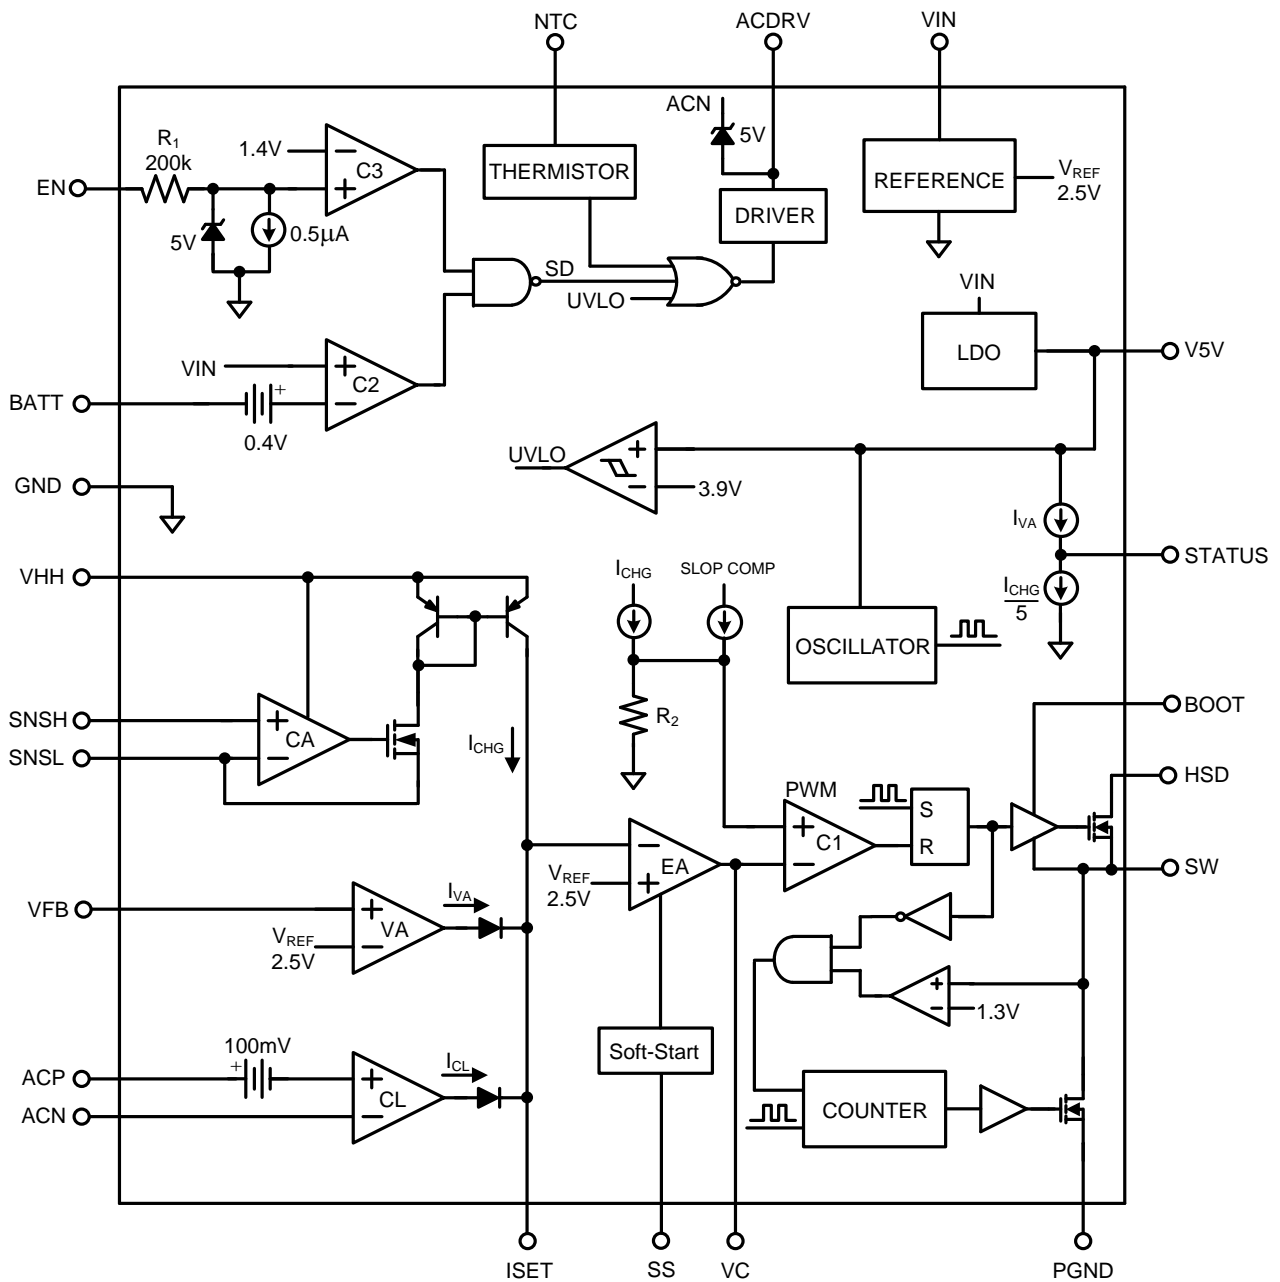 NTC
ACDRV
VIN
ACN
5V
R1
200k
1.4V
−
+
C3
EN
5V
0.5µA
THERMISTOR
DRIVER
REFERENCE
VREF
2.5V
SD
UVLO
VIN
LDO
V5V
VIN
+
−
C2
BATT
+
0.4V
GND
UVLO
+
−
3.9V
IVA
STATUS
ICHG
5
VHH
ICHG
SLOP COMP
OSCILLATOR
R2
SNSH
SNSL
+
−
CA
ICHG
BOOT
HSD
SW
PWM
+
−
C1
S
R
−
+
EA
VREF
2.5V
VFB
+
−
VA
VREF
2.5V
IVA
+
−
1.3V
Soft-Start
ACP
ACN
100mV
+
+
−
CL
ICL
COUNTER
ISET
SS
VC
PGND